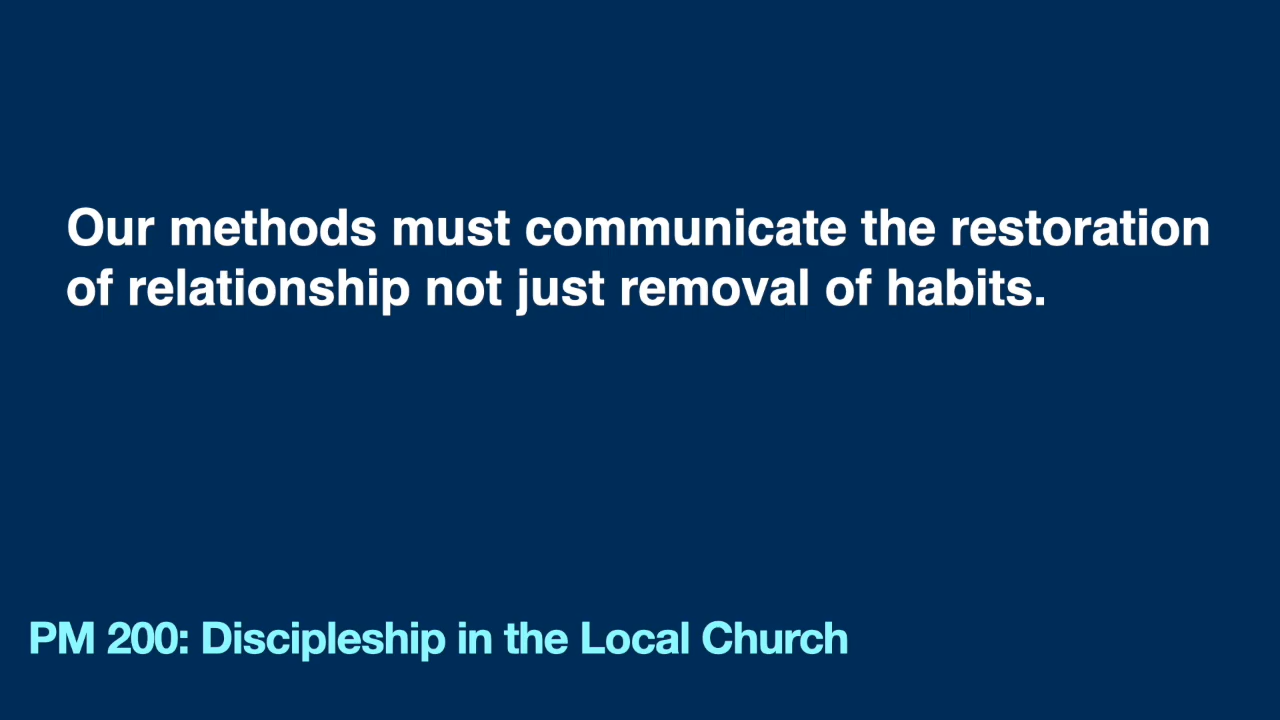 Our methods must communicate the restoration
of relationship not just removal of habits.
PM 200: Discipleship in the Local Church